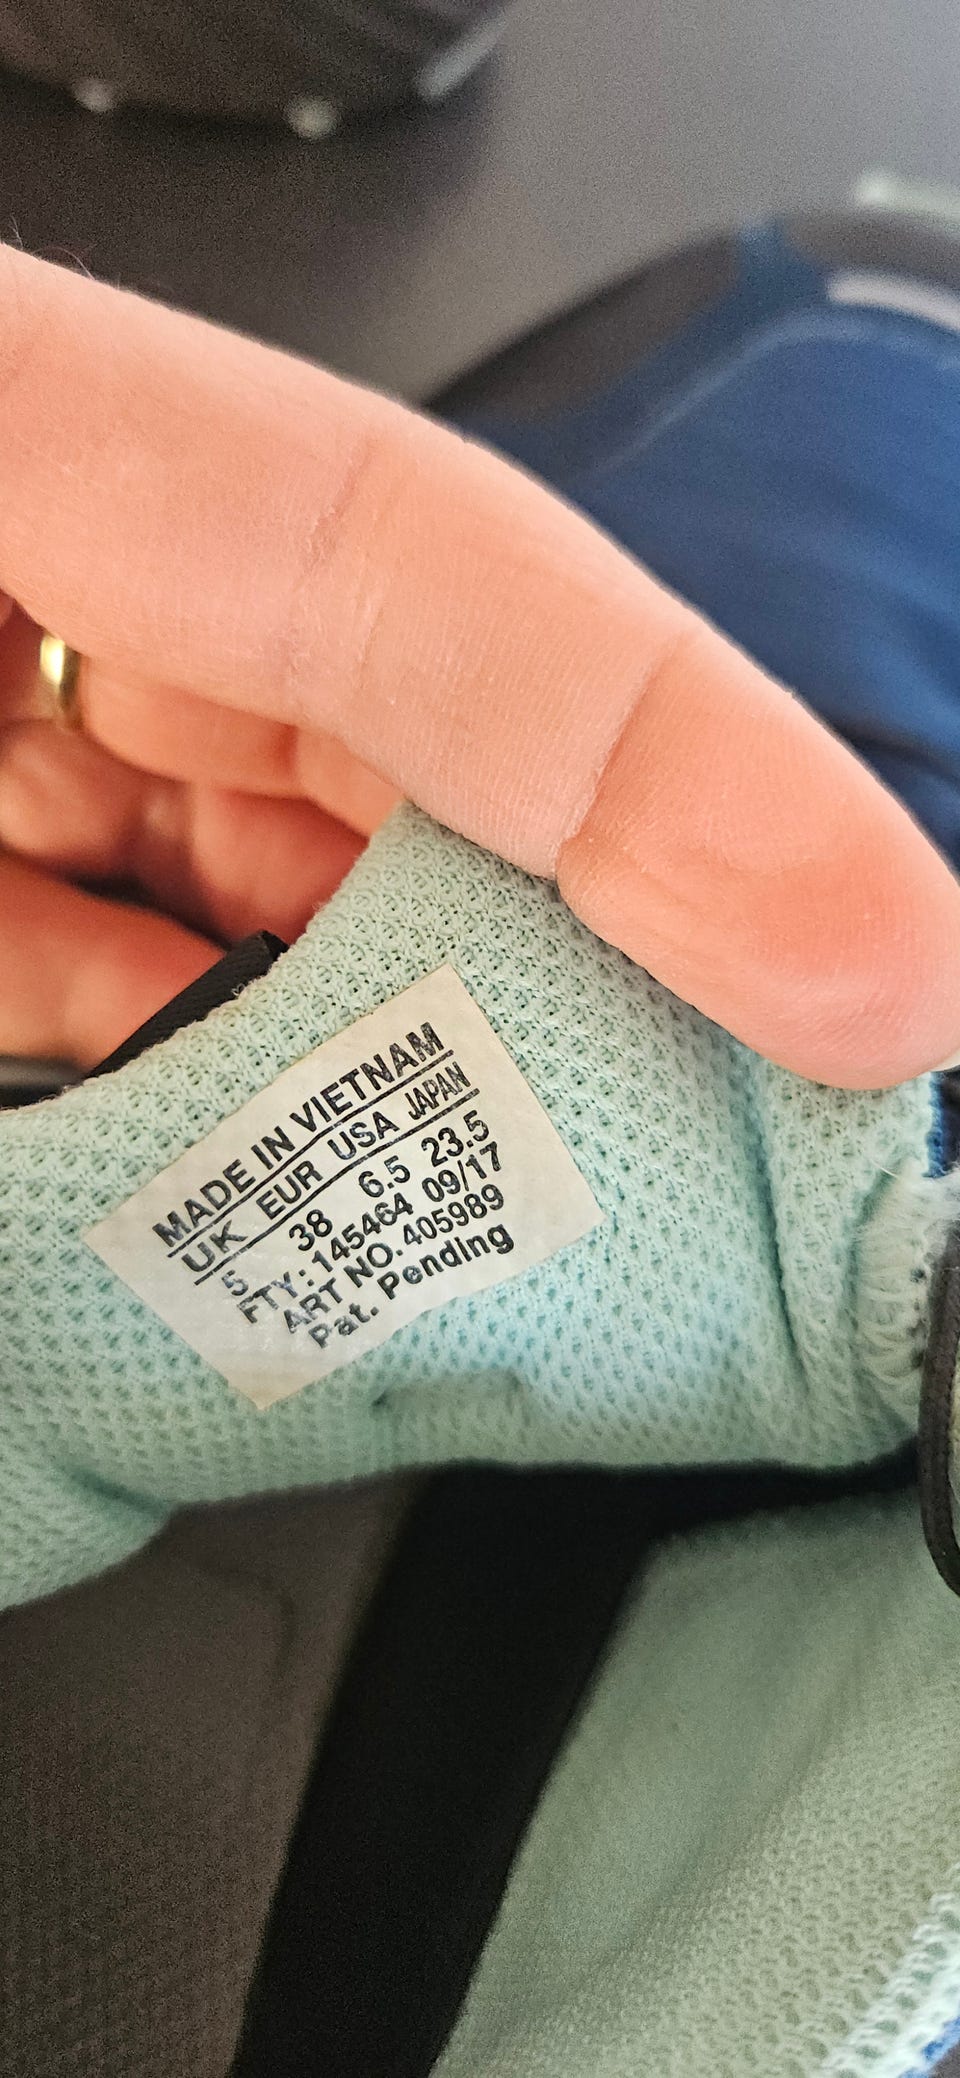 MADE IN VIETNAM
UK EUR USA JAPAN
5 38 6.5 23.5
FTY: 145464 09/17
ART NO. 405989
Pat. Pending